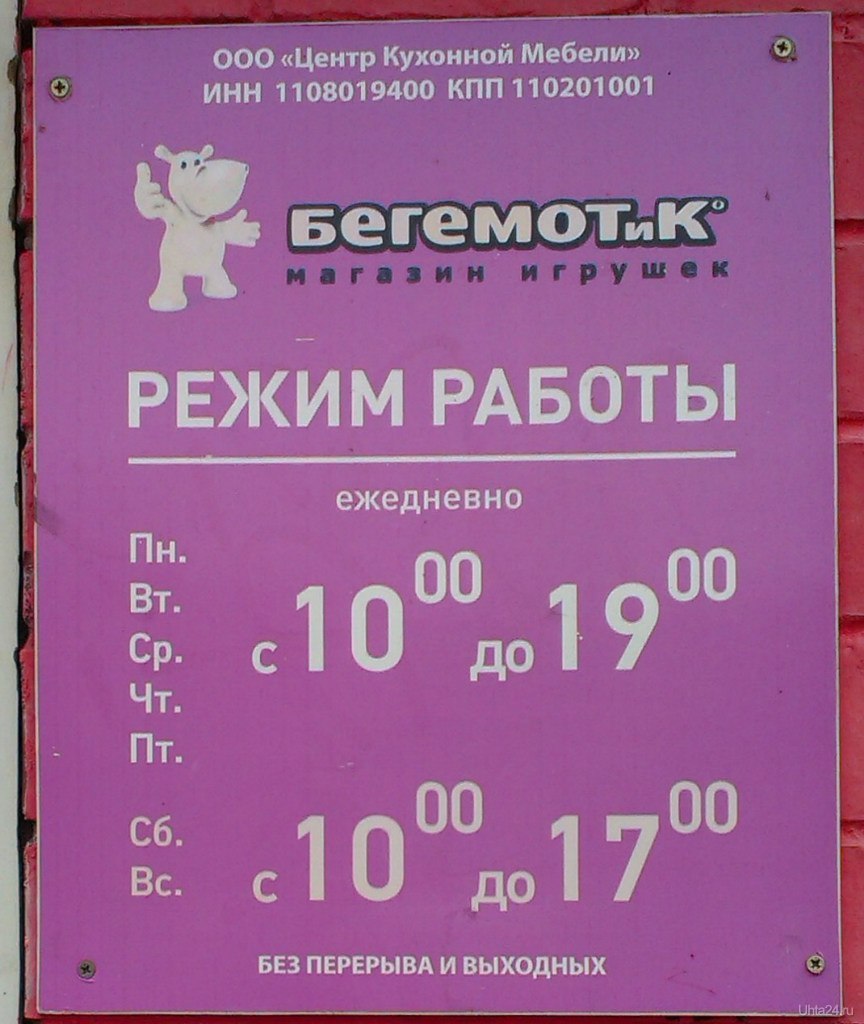 ООО «Центр Кухонной Мебели»
ИНН 1108019400 КПП 110201001
БЕГЕМОТиК
магазин игрушек
РЕЖИМ РАБОТЫ
ежедневно
Пн.
Вт.
Ср.
Чт.
Пт.
с 10 00 до 19 00
Сб.
Вс.
с 10 00 до 17 00
БЕЗ ПЕРЕРЫВА И ВЫХОДНЫХ
Uhta24.ru